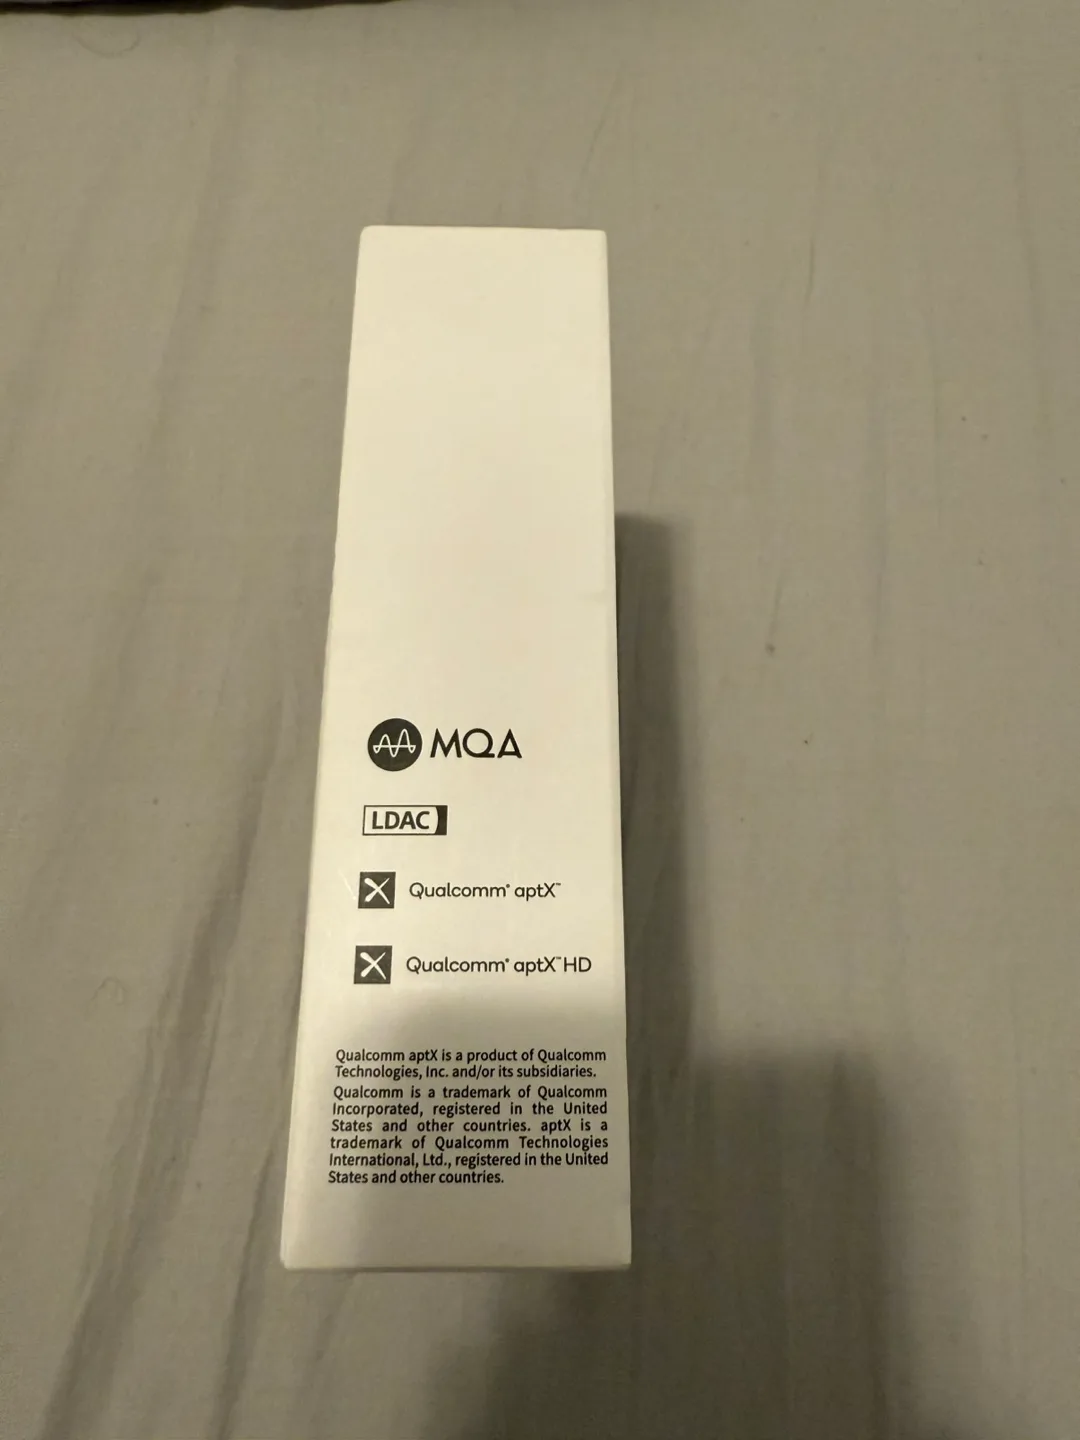 MQA
LDAC
Qualcomm® aptX™
Qualcomm® aptX™ HD
Qualcomm aptX is a product of Qualcomm
Technologies, Inc. and/or its subsidiaries.
Qualcomm is a trademark of Qualcomm
Incorporated, registered in the United
States and other countries. aptX is a
trademark of Qualcomm Technologies
International, Ltd., registered in the United
States and other countries.